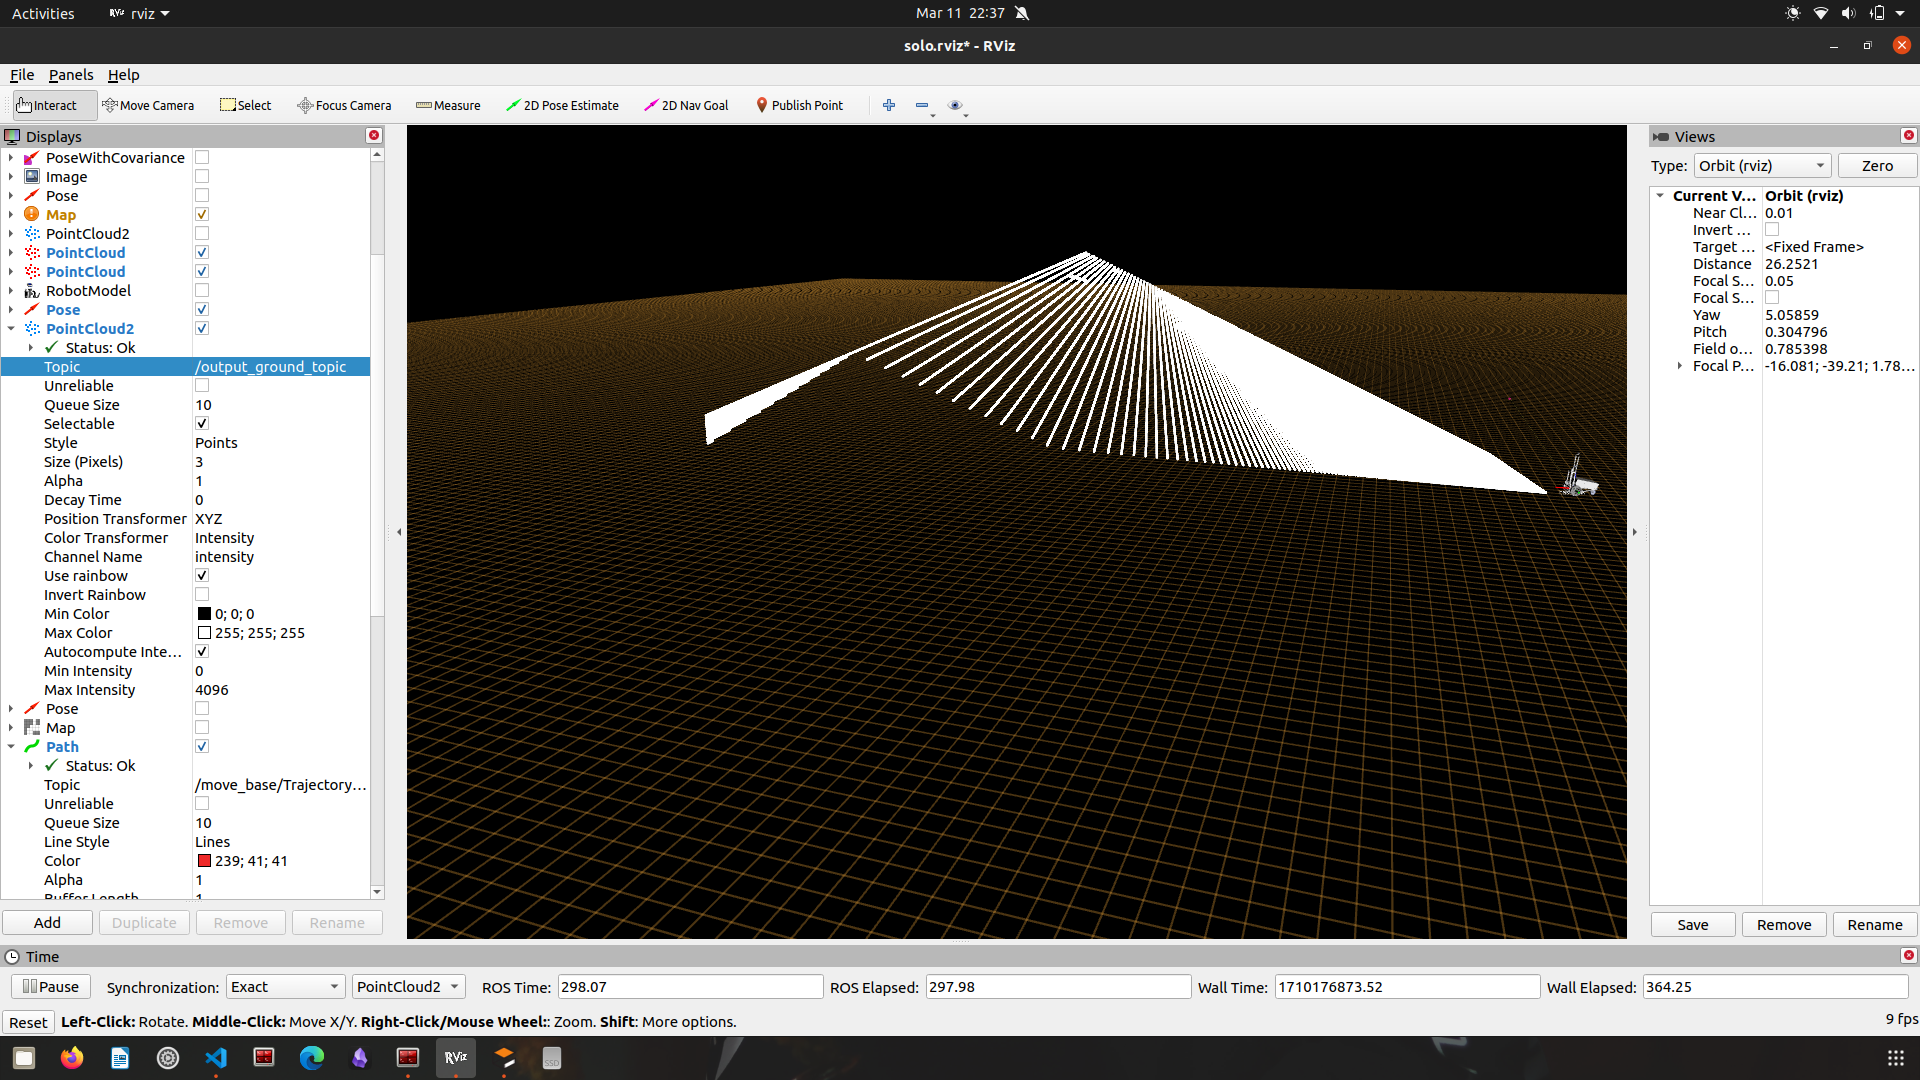 Activities
rviz
Mar 11 22:37
solo.rviz* - RViz
File Panels Help
Interact Move Camera Select Focus Camera Measure 2D Pose Estimate 2D Nav Goal Publish Point
Displays
PoseWithCovariance
Image
Pose
Map
PointCloud2
PointCloud
PointCloud
RobotModel
Pose
PointCloud2
Status: Ok
Topic /output_ground_topic
Unreliable
Queue Size 10
Selectable
Style Points
Size (Pixels) 3
Alpha 1
Decay Time 0
Position Transformer XYZ
Color Transformer Intensity
Channel Name intensity
Use rainbow
Invert Rainbow
Min Color 0; 0; 0
Max Color 255; 255; 255
Autocompute Inte...
Min Intensity 0
Max Intensity 4096
Pose
Map
Path
Status: Ok
Topic /move_base/Trajectory...
Unreliable
Queue Size 10
Line Style Lines
Color 239; 41; 41
Alpha 1
Buffer Length 1
Add Duplicate Remove Rename
Views
Type: Orbit (rviz) Zero
Current V... Orbit (rviz)
Near Cl... 0.01
Invert ...
Target ... <Fixed Frame>
Distance 26.2521
Focal S... 0.05
Focal S...
Yaw 5.05859
Pitch 0.304796
Field o... 0.785398
Focal P... -16.081; -39.21; 1.78...
Save Remove Rename
Time
Pause Synchronization: Exact PointCloud2 ROS Time: 298.07 ROS Elapsed: 297.98 Wall Time: 1710176873.52 Wall Elapsed: 364.25
Reset Left-Click: Rotate. Middle-Click: Move X/Y. Right-Click/Mouse Wheel:: Zoom. Shift: More options.
9 fps
RViz
SSD